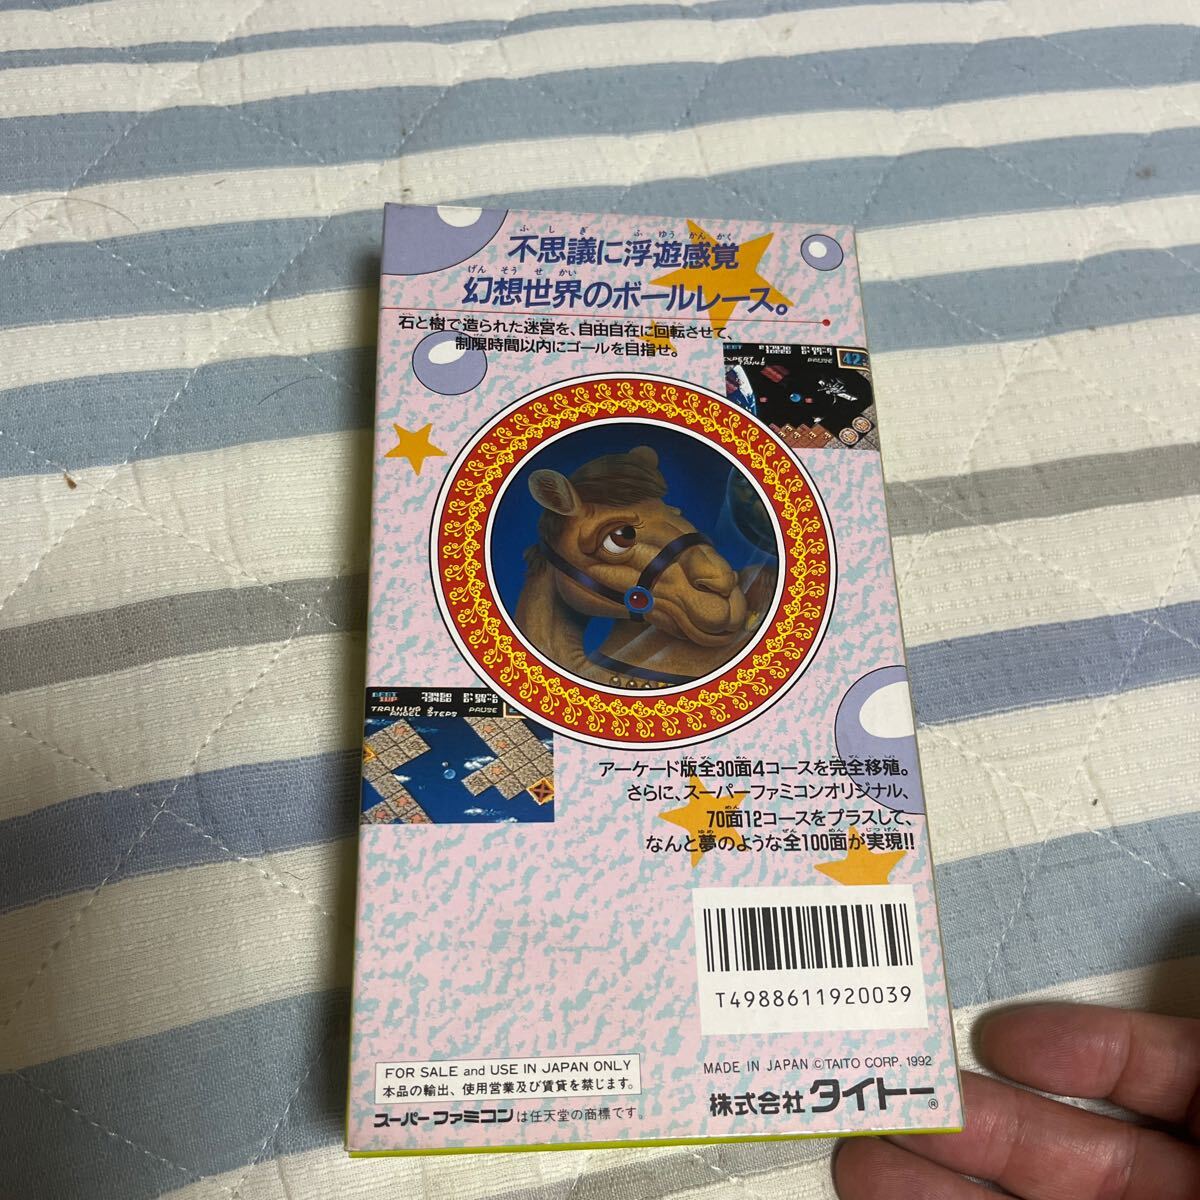 不思議に浮遊感覚
幻想世界のボールレース。
石と樹で造られた迷宮を、自由自在に回転させて、
制限時間以内にゴールを目指せ。
BEST
EXPERT
PAUSE
42
BEST
1UP
TRAINING
ANGEL STEPS
PAUSE
アーケード版全30面4コースを完全移殖。
さらに、スーパーファミコンオリジナル、
70面12コースをプラスして、
なんと夢のような全100面が実現!!
T4988611920039
FOR SALE and USE IN JAPAN ONLY
本品の輸出、使用営業及び賃貸を禁じます。
スーパーファミコンは任天堂の商標です。
MADE IN JAPAN ©TAITO CORP. 1992
株式会社タイトー®